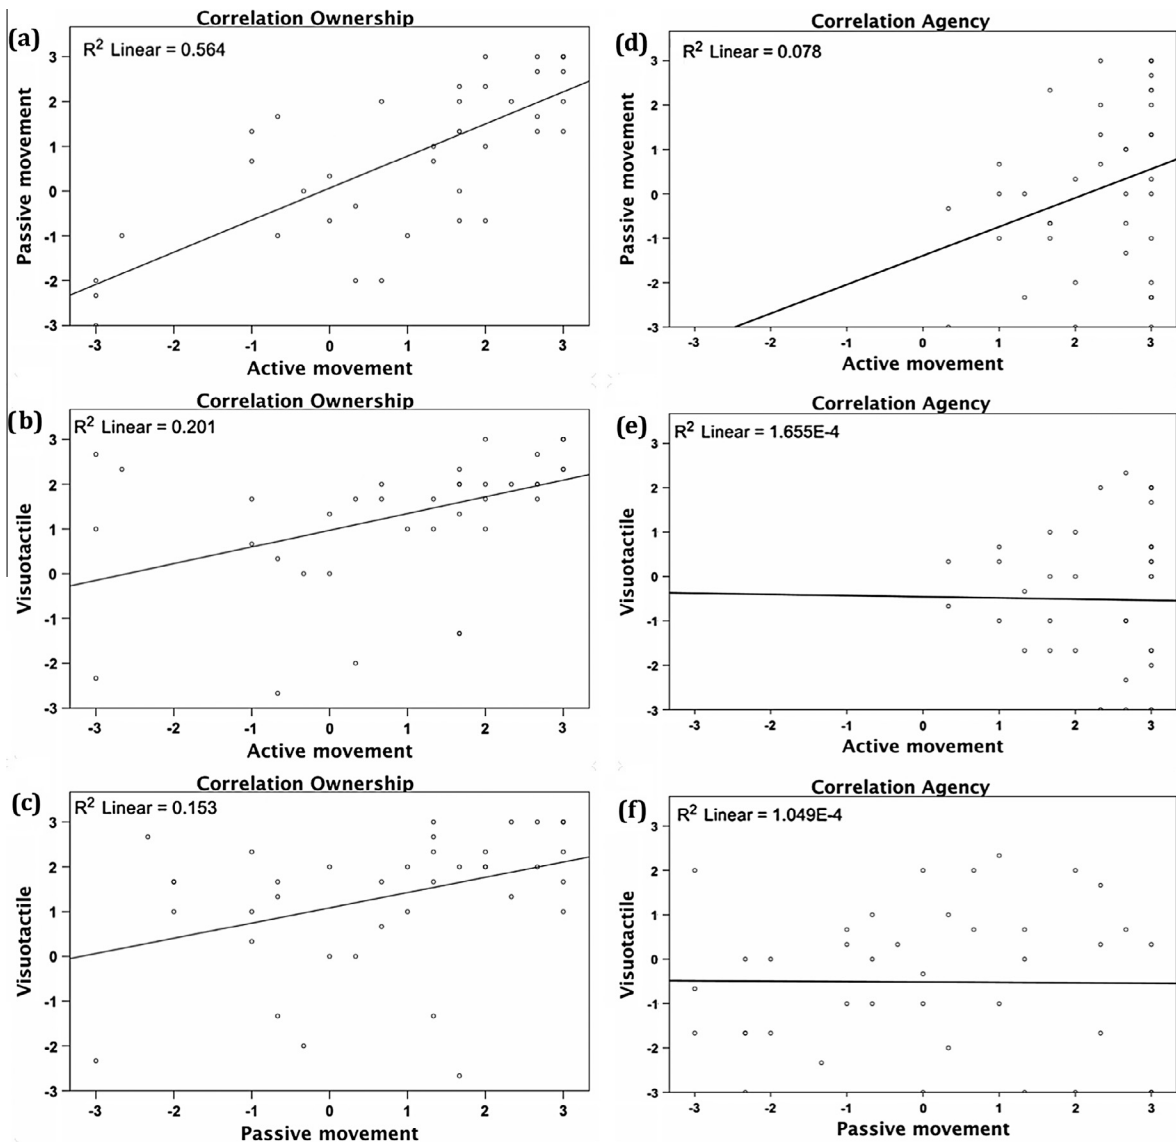 Correlation Ownership
(a)
R² Linear = 0.564
3
2
1
0
-1
-2
-3
Passive movement
-3 -2 -1 0 1 2 3
Active movement
Correlation Agency
(d)
R² Linear = 0.078
3
2
1
0
-1
-2
-3
Passive movement
-3 -2 -1 0 1 2 3
Active movement
Correlation Ownership
(b)
R² Linear = 0.201
3
2
1
0
-1
-2
-3
Visuotactile
-3 -2 -1 0 1 2 3
Active movement
Correlation Agency
(e)
R² Linear = 1.655E-4
3
2
1
0
-1
-2
-3
Visuotactile
-3 -2 -1 0 1 2 3
Active movement
Correlation Ownership
(c)
R² Linear = 0.153
3
2
1
0
-1
-2
-3
Visuotactile
-3 -2 -1 0 1 2 3
Passive movement
Correlation Agency
(f)
R² Linear = 1.049E-4
3
2
1
0
-1
-2
-3
Visuotactile
-3 -2 -1 0 1 2 3
Passive movement